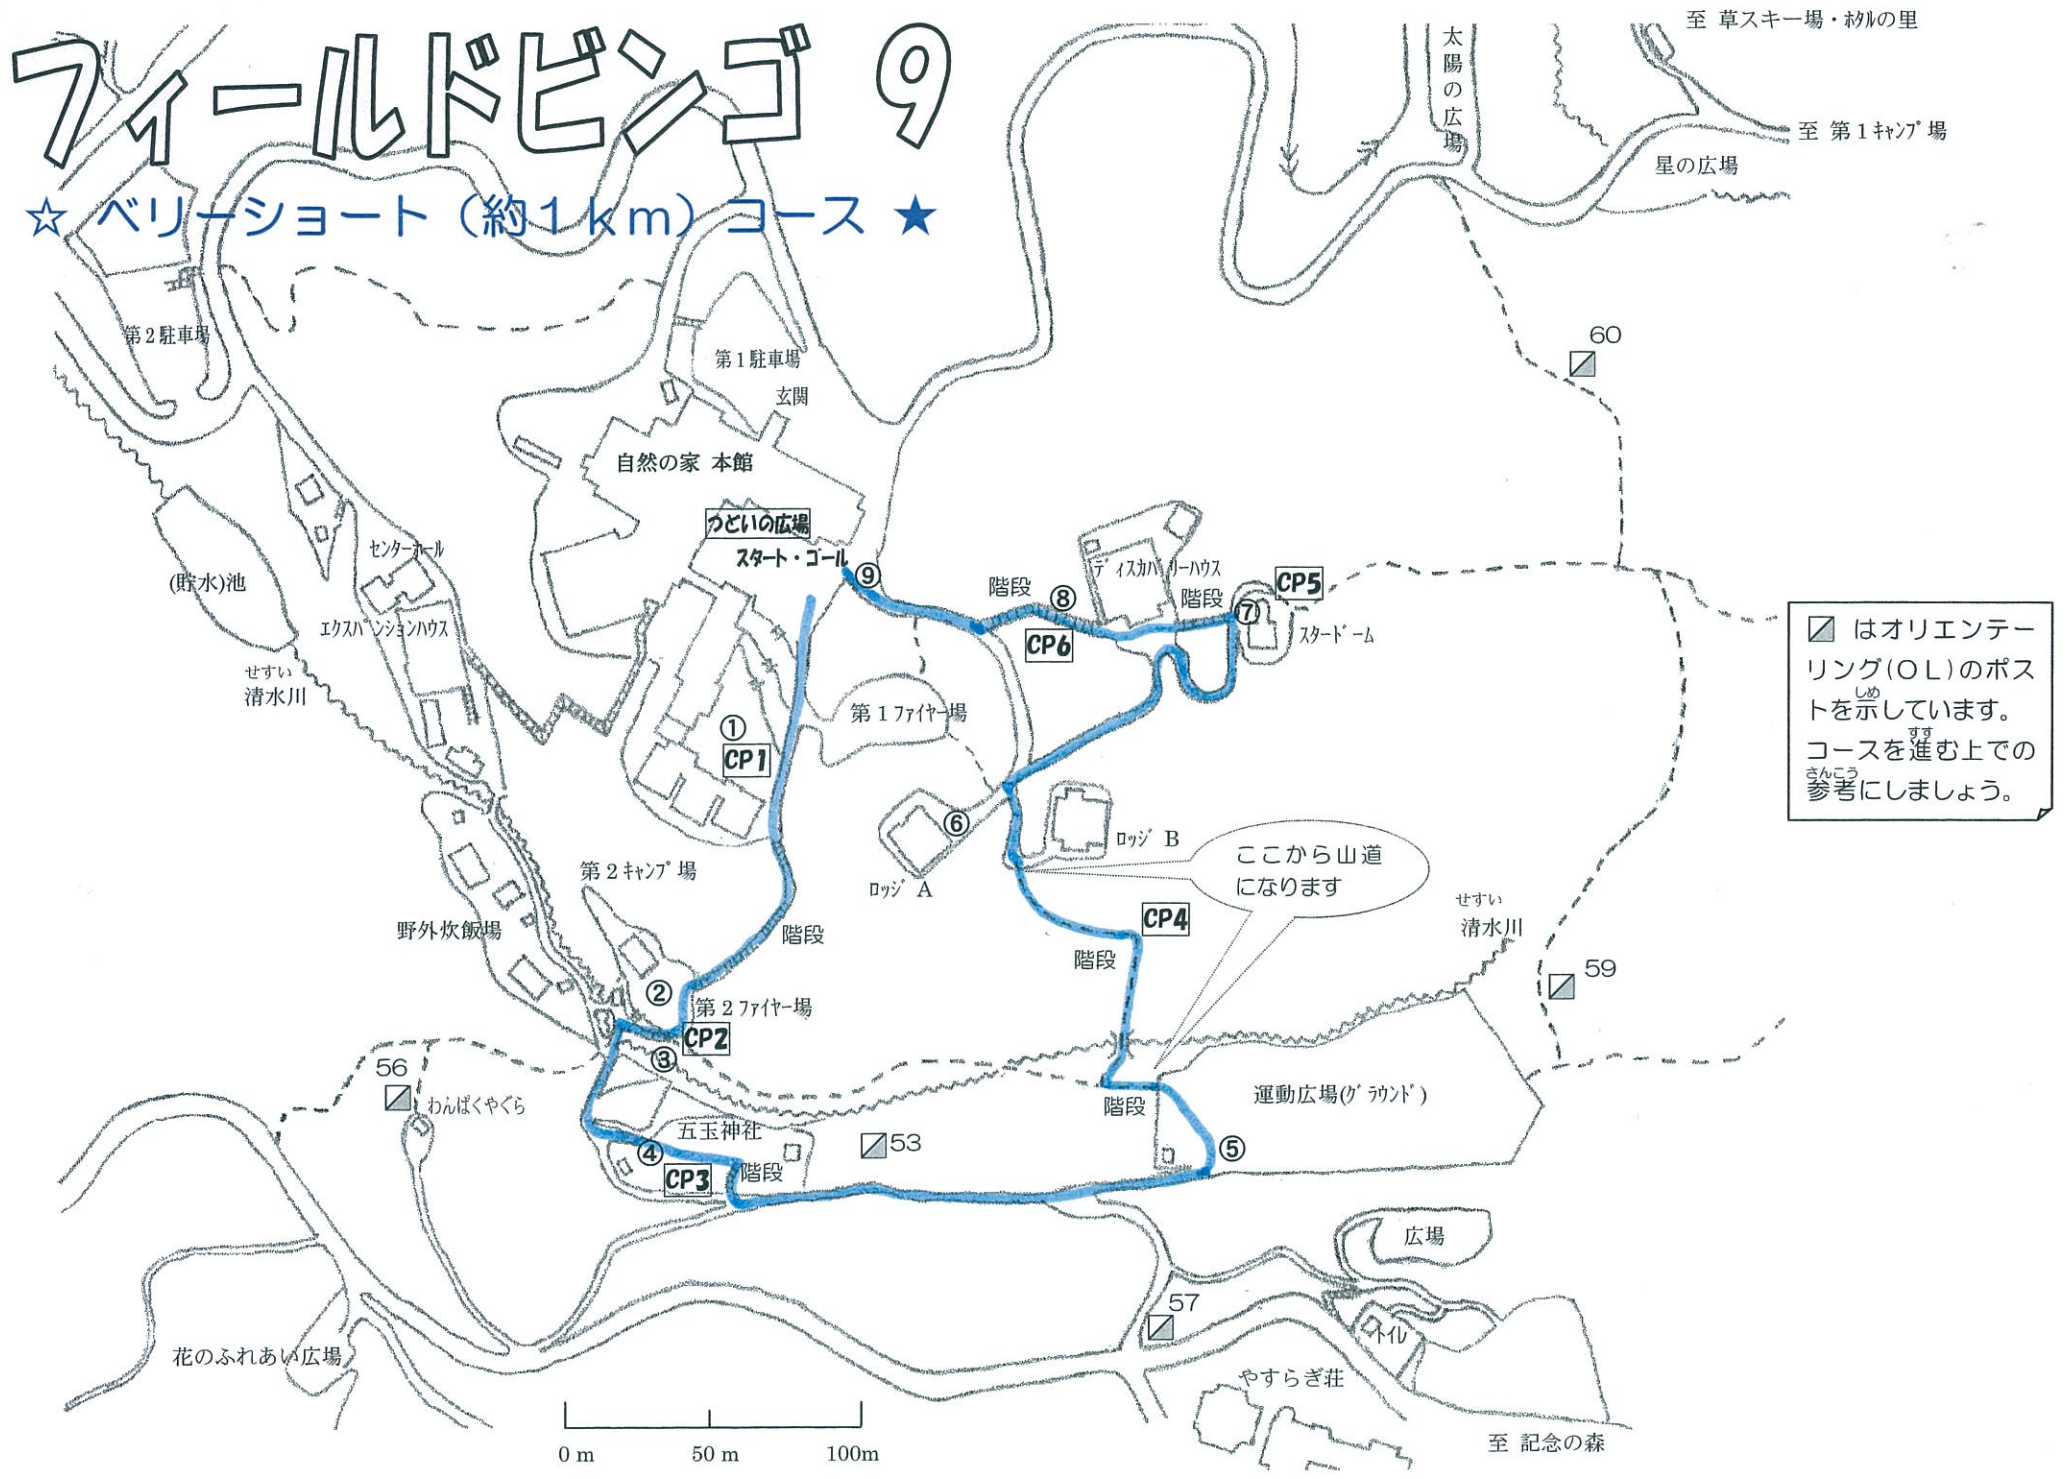 フィールドビンゴ 9
☆ ベリーショート（約１ｋｍ）コース ★
至 草スキー場・ﾎﾀﾙの里
太陽の広場
至 第１ｷｬﾝﾌﾟ場
星の広場
60
第２駐車場
第１駐車場
玄関
自然の家 本館
つどいの広場
スタート・ゴール
⑨
センターホール
(貯水)池
エクスパンションハウス
せすい
清水川
階段
⑧
CP6
ディスカバリーハウス
階段
⑦
CP5
スタードーム
はオリエンテー
リング(ＯＬ)のポス
しめ
トを示しています。
すす
コースを進む上での
さんこう
参考にしましょう。
①
CP1
第１ﾌｧｲﾔｰ場
⑥
ﾛｯｼﾞ A
ﾛｯｼﾞ B
ここから山道
になります
第２ｷｬﾝﾌﾟ場
野外炊飯場
階段
CP4
階段
せすい
清水川
59
②
第２ﾌｧｲﾔｰ場
CP2
③
56
わんぱくやぐら
五玉神社
④
CP3
階段
53
階段
運動広場(ｸﾞﾗｳﾝﾄﾞ)
⑤
広場
57
トイレ
花のふれあい広場
やすらぎ荘
至 記念の森
0 m
50 m
100m